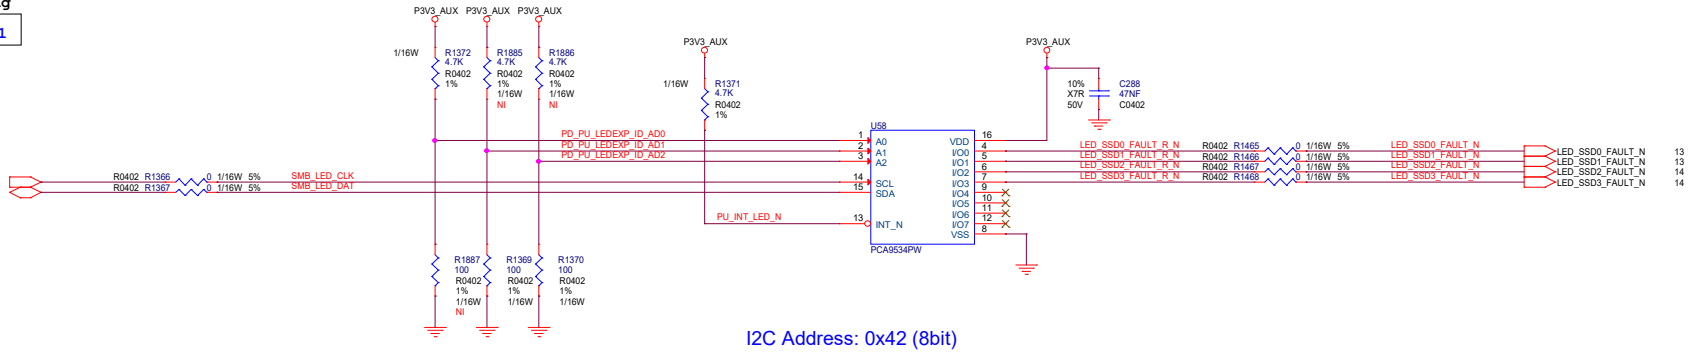 g
1
P3V3_AUX P3V3_AUX P3V3_AUX
1/16W R1372 4.7K R0402 1%
R1885 4.7K R0402 1% 1/16W NI
R1886 4.7K R0402 1% 1/16W NI
P3V3_AUX
1/16W R1371 4.7K R0402 1%
P3V3_AUX
10% X7R 50V
C288 47NF C0402
U58
PD_PU_LEDEXP_ID_AD0 1 A0
PD_PU_LEDEXP_ID_AD1 2 A1
PD_PU_LEDEXP_ID_AD2 3 A2
R0402 R1366 0 1/16W 5% SMB_LED_CLK 14 SCL
R0402 R1367 0 1/16W 5% SMB_LED_DAT 15 SDA
PU_INT_LED_N 13 INT_N
VDD 16
I/O0 4 LED_SSD0_FAULT_R_N R0402 R1465 0 1/16W 5% LED_SSD0_FAULT_N LED_SSD0_FAULT_N 13
I/O1 5 LED_SSD1_FAULT_R_N R0402 R1466 0 1/16W 5% LED_SSD1_FAULT_N LED_SSD1_FAULT_N 13
I/O2 6 LED_SSD2_FAULT_R_N R0402 R1467 0 1/16W 5% LED_SSD2_FAULT_N LED_SSD2_FAULT_N 14
I/O3 7 LED_SSD3_FAULT_R_N R0402 R1468 0 1/16W 5% LED_SSD3_FAULT_N LED_SSD3_FAULT_N 14
I/O4 9
I/O5 10
I/O6 11
I/O7 12
VSS 8
PCA9534PW
R1887 100 R0402 1% 1/16W NI
R1369 100 R0402 1% 1/16W
R1370 100 R0402 1% 1/16W
I2C Address: 0x42 (8bit)